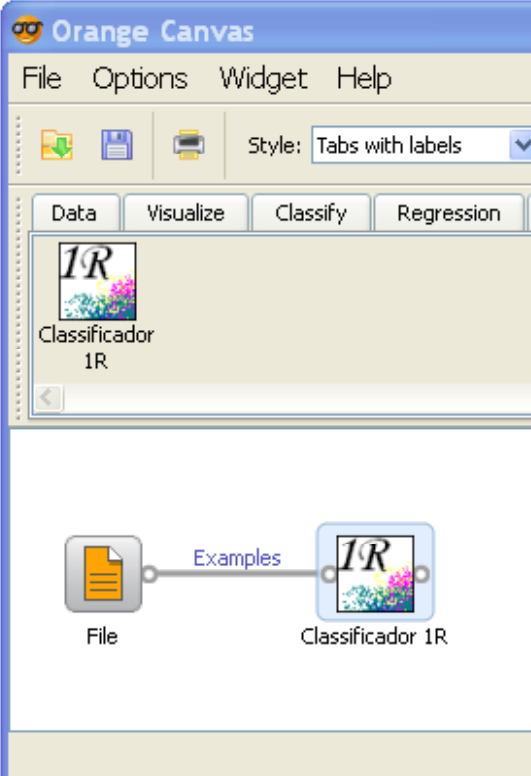 Orange Canvas
File Options Widget Help
Style: Tabs with labels
Data Visualize Classify Regression
1R
Classificador
1R
Examples
1R
File
Classificador 1R